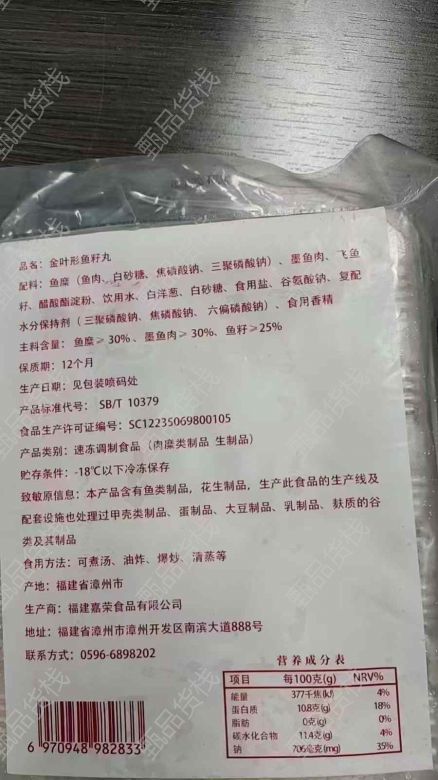 品名：金叶形鱼籽丸
配料：鱼糜（鱼肉、白砂糖、焦磷酸钠、三聚磷酸钠）、墨鱼肉、飞鱼
籽、醋酸酯淀粉、饮用水、白洋葱、白砂糖、食用盐、谷氨酸钠、复配
水分保持剂（三聚磷酸钠、焦磷酸钠、六偏磷酸钠）、食用香精
主料含量：鱼糜≥30%、墨鱼肉≥30%、鱼籽≥25%
保质期：12个月
生产日期：见包装喷码处
产品标准代号：SB/T 10379
食品生产许可证编号：SC12235069800105
产品类别：速冻调制食品（肉糜类制品 生制品）
贮存条件：-18℃以下冷冻保存
致敏原信息：本产品含有鱼类制品，花生制品，生产此食品的生产线及
配套设施也处理过甲壳类制品、蛋制品、大豆制品、乳制品、麸质的谷
类及其制品
食用方法：可煮汤、油炸、爆炒、清蒸等
产地：福建省漳州市
生产商：福建嘉荣食品有限公司
地址：福建省漳州市漳州开发区南滨大道888号
联系方式：0596-6898202
营养成分表
项目 每100克(g) NRV%
能量 377千焦(kJ) 4%
蛋白质 10.8克(g) 18%
脂肪 0克(g) 0%
碳水化合物 11.4克(g) 4%
钠 706毫克(mg) 35%
6 970948 982833
甄品货栈